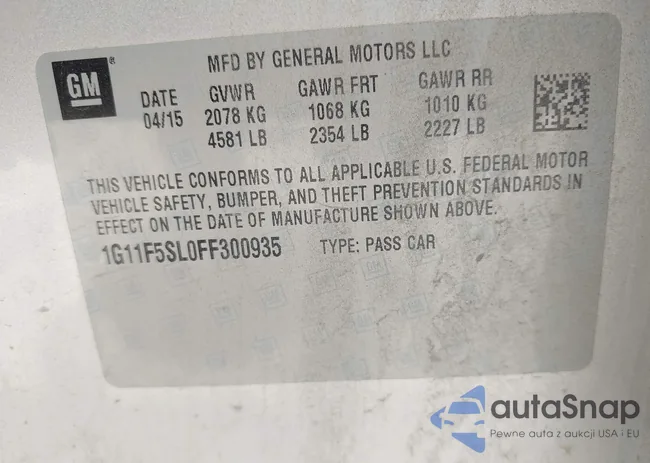 GM ®
MFD BY GENERAL MOTORS LLC
DATE GVWR GAWR FRT GAWR RR
04/15 2078 KG 1068 KG 1010 KG
4581 LB 2354 LB 2227 LB
THIS VEHICLE CONFORMS TO ALL APPLICABLE U.S. FEDERAL MOTOR
VEHICLE SAFETY, BUMPER, AND THEFT PREVENTION STANDARDS IN
EFFECT ON THE DATE OF MANUFACTURE SHOWN ABOVE.
1G11F5SL0FF300935 TYPE: PASS CAR
autaSnap
Pewne auta z aukcji USA i EU